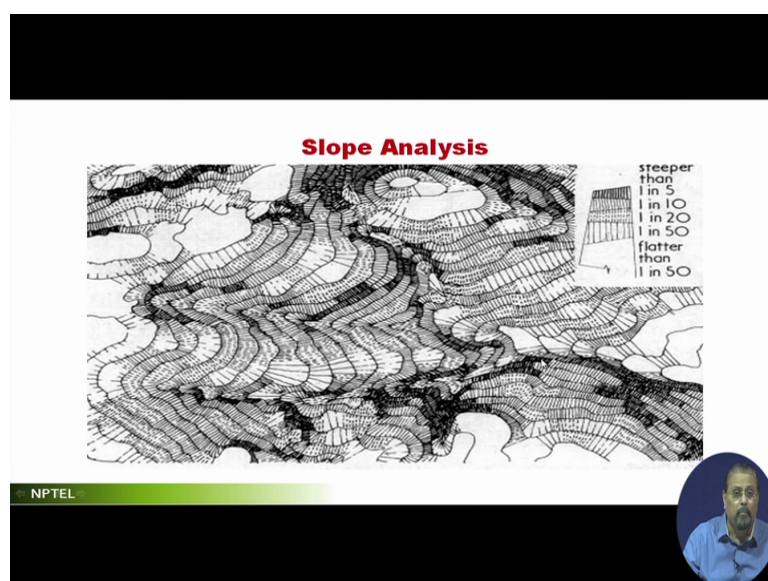 Slope Analysis
steeper
than
1 in 5
1 in 10
1 in 20
1 in 50
flatter
than
1 in 50
NPTEL